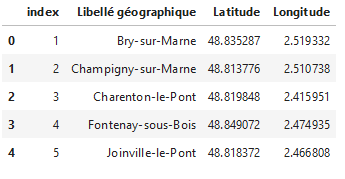 index Libellé géographique Latitude Longitude
0 1 Bry-sur-Marne 48.835287 2.519332
1 2 Champigny-sur-Marne 48.813776 2.510738
2 3 Charenton-le-Pont 48.819848 2.415951
3 4 Fontenay-sous-Bois 48.849072 2.474935
4 5 Joinville-le-Pont 48.818372 2.466808